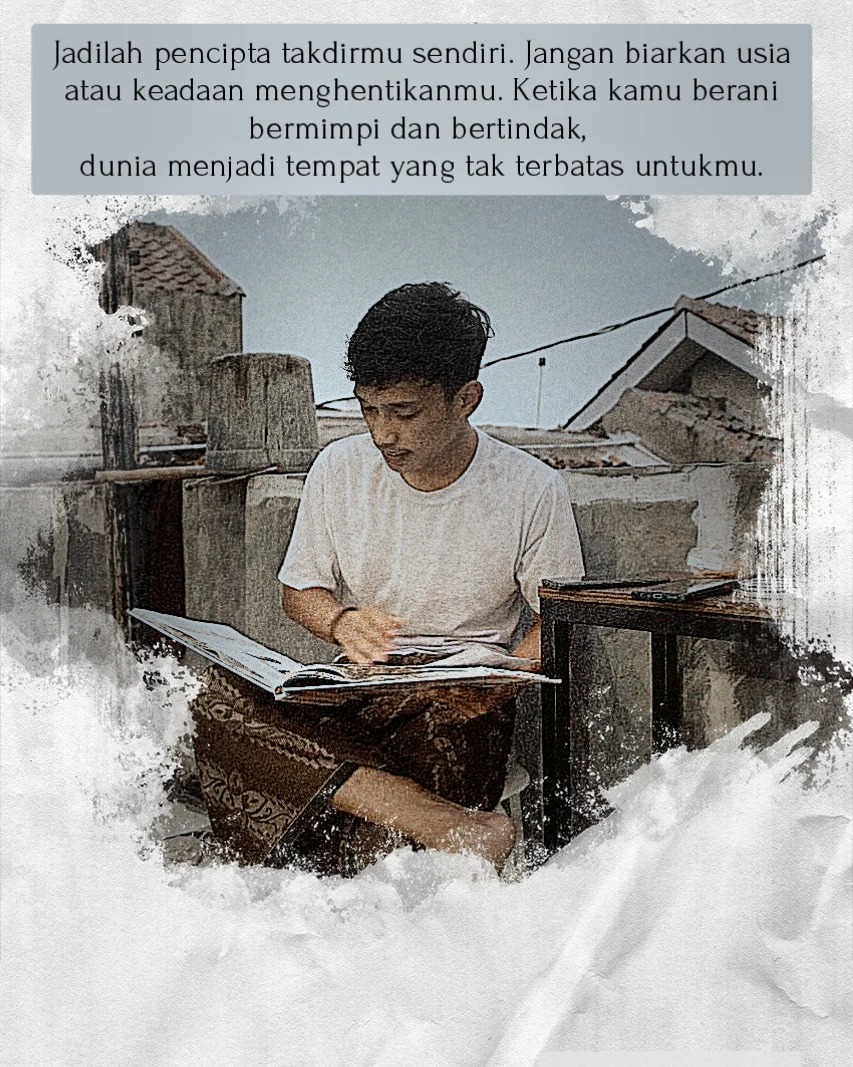 Jadilah pencipta takdirmu sendiri. Jangan biarkan usia
atau keadaan menghentikanmu. Ketika kamu berani
bermimpi dan bertindak,
dunia menjadi tempat yang tak terbatas untukmu.